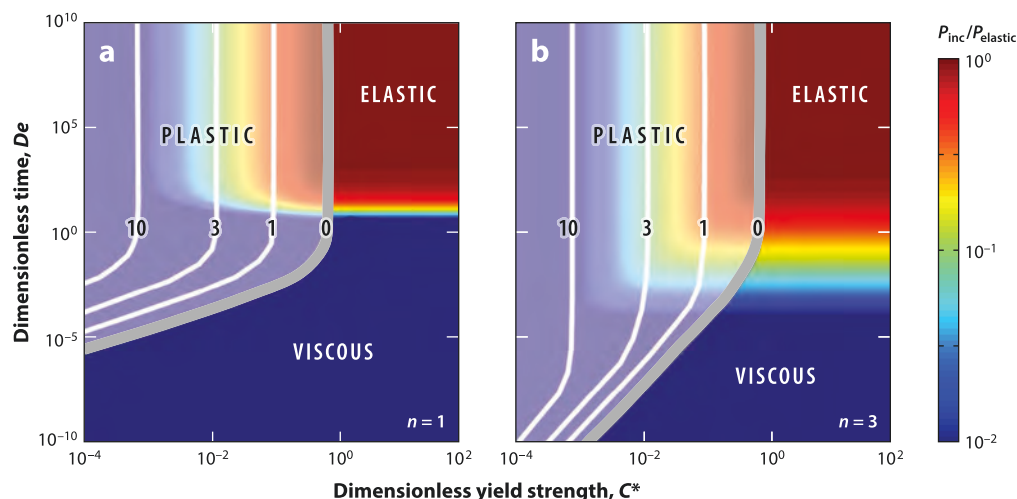 a
b
P_inc/P_elastic
10^10
10^5
10^0
10^−5
10^−10
Dimensionless time, De
PLASTIC
ELASTIC
VISCOUS
10
3
1
0
n = 1
10^−4
10^−2
10^0
10^2
PLASTIC
ELASTIC
VISCOUS
10
3
1
0
n = 3
10^−4
10^−2
10^0
10^2
10^0
10^−1
10^−2
Dimensionless yield strength, C*